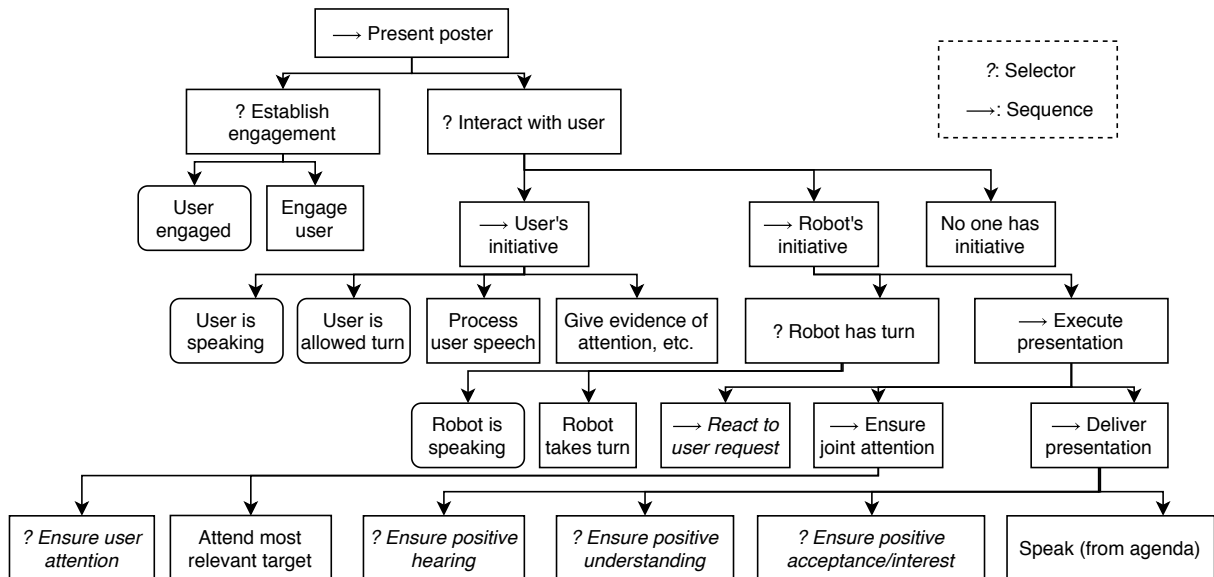 ⟶ Present poster
?: Selector
⟶: Sequence
? Establish
engagement
? Interact with user
User
engaged
Engage
user
⟶ User's
initiative
⟶ Robot's
initiative
No one has
initiative
User is
speaking
User is
allowed turn
Process
user speech
Give evidence of
attention, etc.
? Robot has turn
⟶ Execute
presentation
Robot is
speaking
Robot
takes turn
⟶ React to
user request
⟶ Ensure
joint attention
⟶ Deliver
presentation
? Ensure user
attention
Attend most
relevant target
? Ensure positive
hearing
? Ensure positive
understanding
? Ensure positive
acceptance/interest
Speak (from agenda)